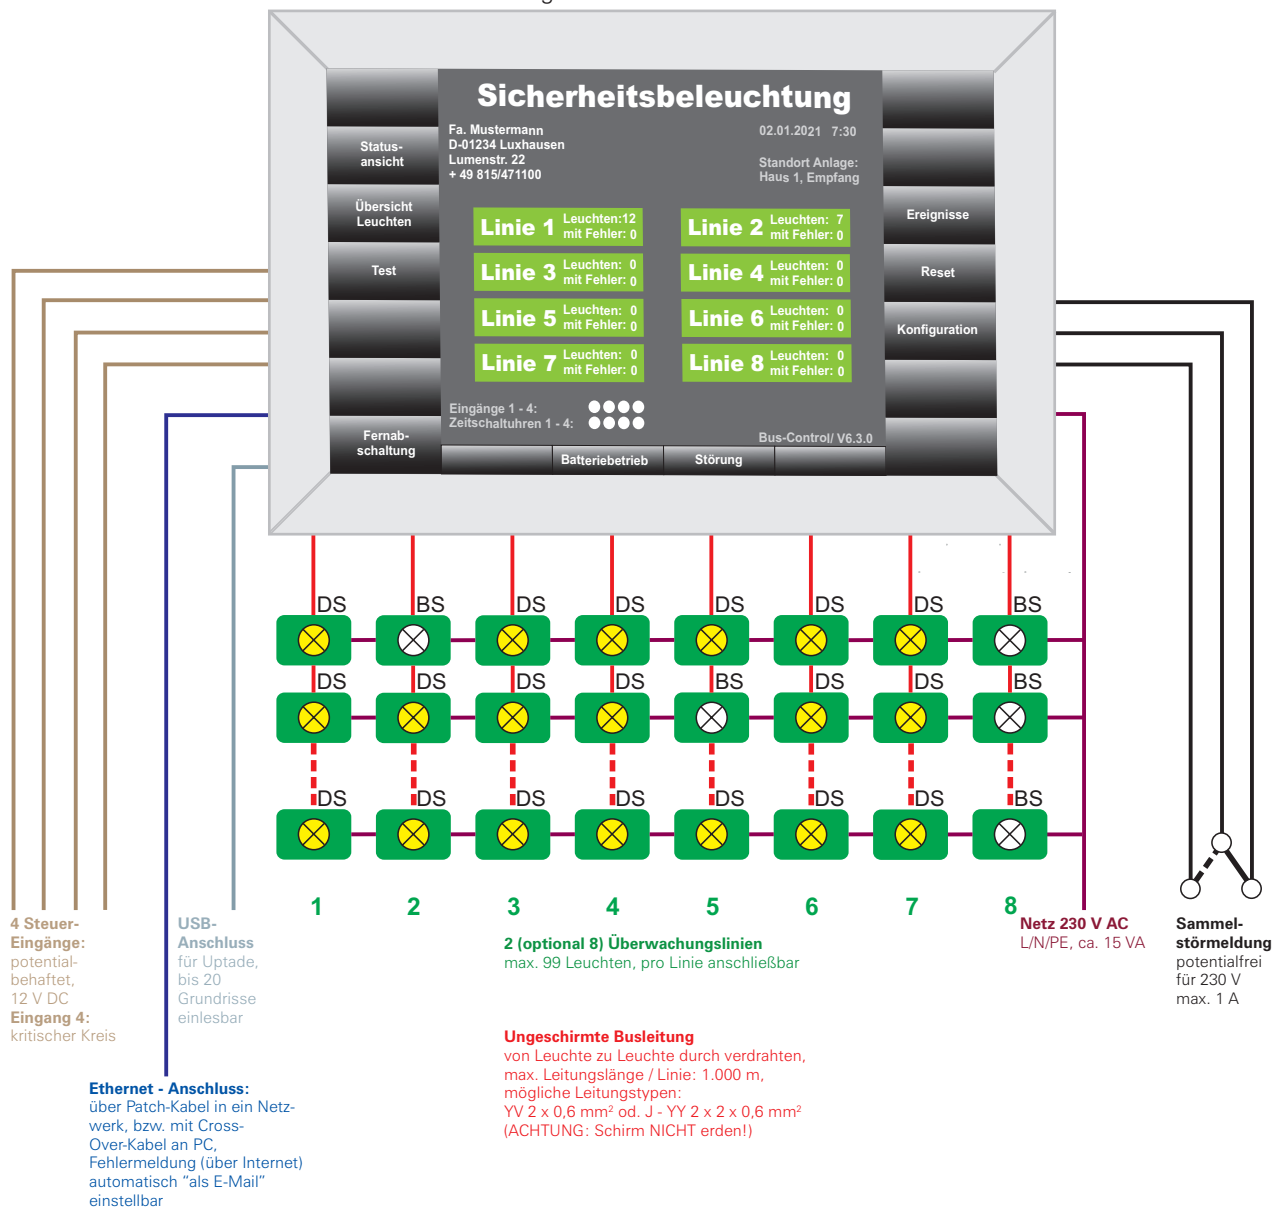 Sicherheitsbeleuchtung
Fa. Mustermann
D-01234 Luxhausen
Lumenstr. 22
+ 49 815/471100
02.01.2021 7:30
Standort Anlage:
Haus 1, Empfang
Status-
ansicht
Übersicht
Leuchten
Test
Fernab-
schaltung
Ereignisse
Reset
Konfiguration
Linie 1 Leuchten:12
mit Fehler: 0
Linie 2 Leuchten: 7
mit Fehler: 0
Linie 3 Leuchten: 0
mit Fehler: 0
Linie 4 Leuchten: 0
mit Fehler: 0
Linie 5 Leuchten: 0
mit Fehler: 0
Linie 6 Leuchten: 0
mit Fehler: 0
Linie 7 Leuchten: 0
mit Fehler: 0
Linie 8 Leuchten: 0
mit Fehler: 0
Eingänge 1 - 4:
Zeitschaltuhren 1 - 4:
Bus-Control/ V6.3.0
Batteriebetrieb
Störung
DS BS DS DS DS DS DS BS
DS DS DS DS BS DS DS BS
DS DS DS DS DS DS DS BS
1 2 3 4 5 6 7 8
4 Steuer-
Eingänge:
potential-
behaftet,
12 V DC
Eingang 4:
kritischer Kreis
USB-
Anschluss
für Uptade,
bis 20
Grundrisse
einlesbar
2 (optional 8) Überwachungslinien
max. 99 Leuchten, pro Linie anschließbar
Netz 230 V AC
L/N/PE, ca. 15 VA
Sammel-
störmeldung
potentialfrei
für 230 V
max. 1 A
Ungeschirmte Busleitung
von Leuchte zu Leuchte durch verdrahten,
max. Leitungslänge / Linie: 1.000 m,
mögliche Leitungstypen:
YV 2 x 0,6 mm² od. J - YY 2 x 2 x 0,6 mm²
(ACHTUNG: Schirm NICHT erden!)
Ethernet - Anschluss:
über Patch-Kabel in ein Netz-
werk, bzw. mit Cross-
Over-Kabel an PC,
Fehlermeldung (über Internet)
automatisch “als E-Mail”
einstellbar